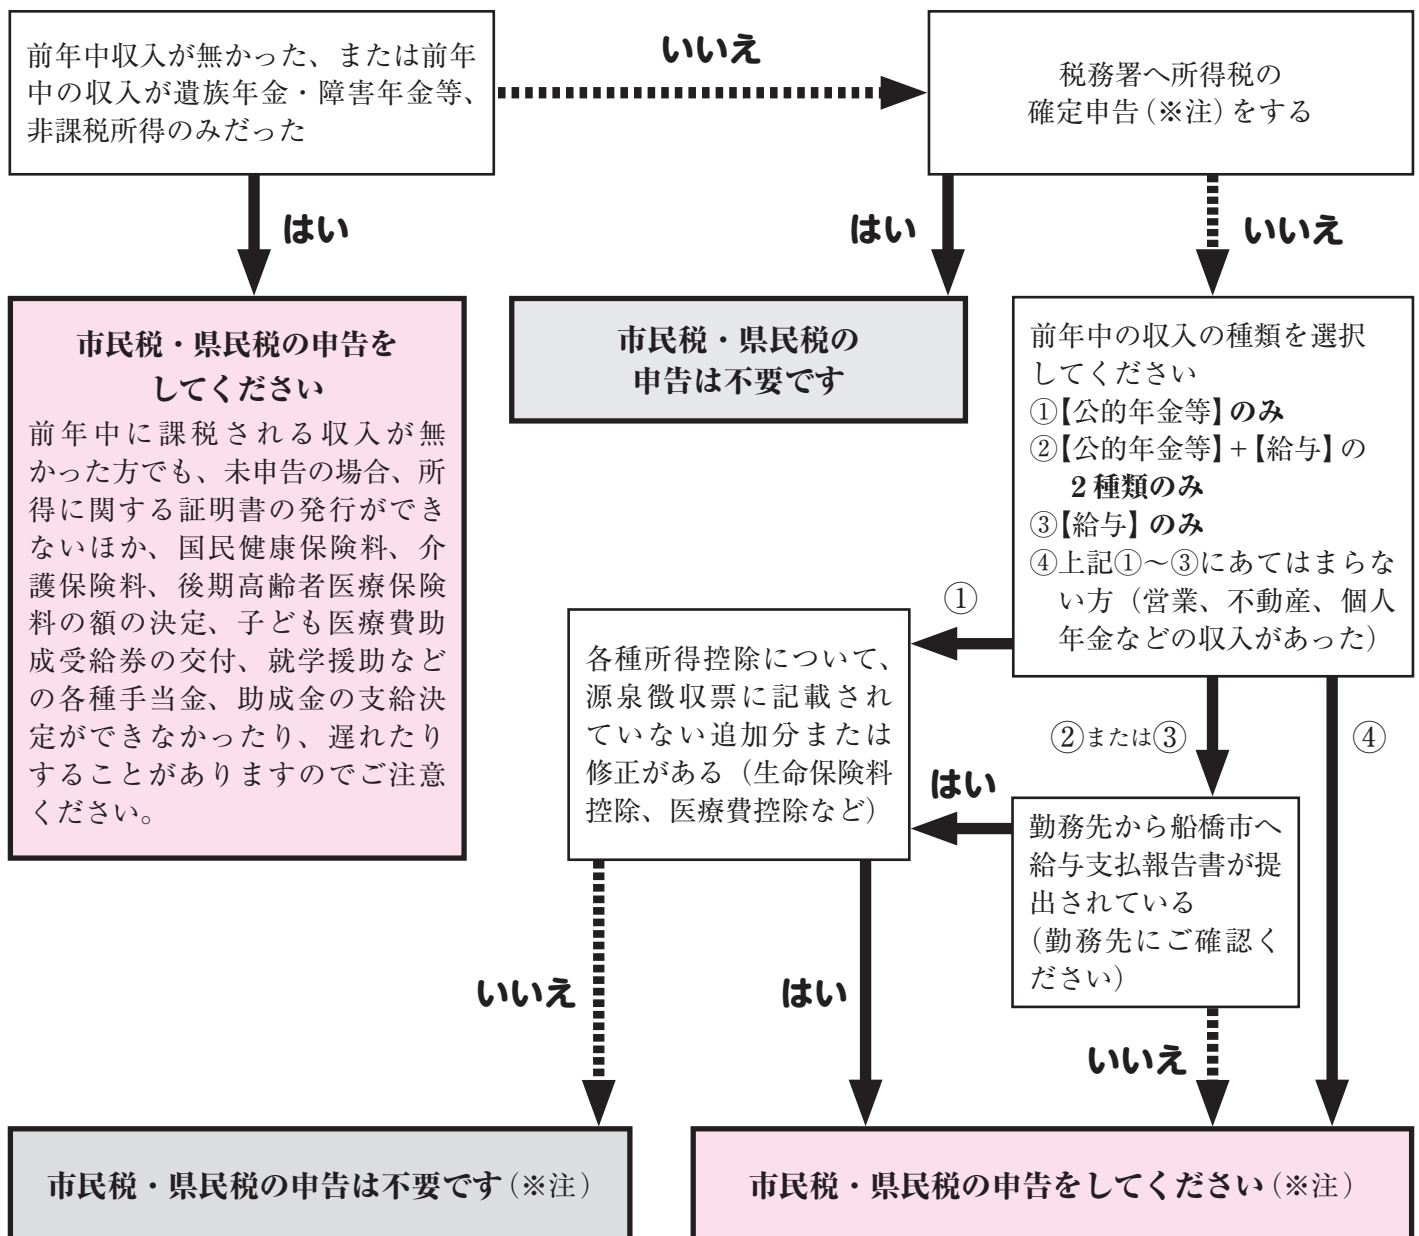 前年中収入が無かった、または前年
中の収入が遺族年金・障害年金等、
非課税所得のみだった
いいえ
税務署へ所得税の
確定申告(※注)をする
はい
はい
いいえ
市民税・県民税の申告を
してください
前年中に課税される収入が無
かった方でも、未申告の場合、所
得に関する証明書の発行ができ
ないほか、国民健康保険料、介
護保険料、後期高齢者医療保険
料の額の決定、子ども医療費助
成受給券の交付、就学援助など
の各種手当金、助成金の支給決
定ができなかったり、遅れたり
することがありますのでご注意
ください。
市民税・県民税の
申告は不要です
前年中の収入の種類を選択
してください
①【公的年金等】のみ
②【公的年金等】+【給与】の
2種類のみ
③【給与】のみ
④上記①~③にあてはまらな
い方(営業、不動産、個人
年金などの収入があった)
①
各種所得控除について、
源泉徴収票に記載され
ていない追加分または
修正がある(生命保険料
控除、医療費控除など)
②または③
④
はい
勤務先から船橋市へ
給与支払報告書が提
出されている
(勤務先にご確認く
ださい)
いいえ
はい
いいえ
市民税・県民税の申告は不要です(※注)
市民税・県民税の申告をしてください(※注)